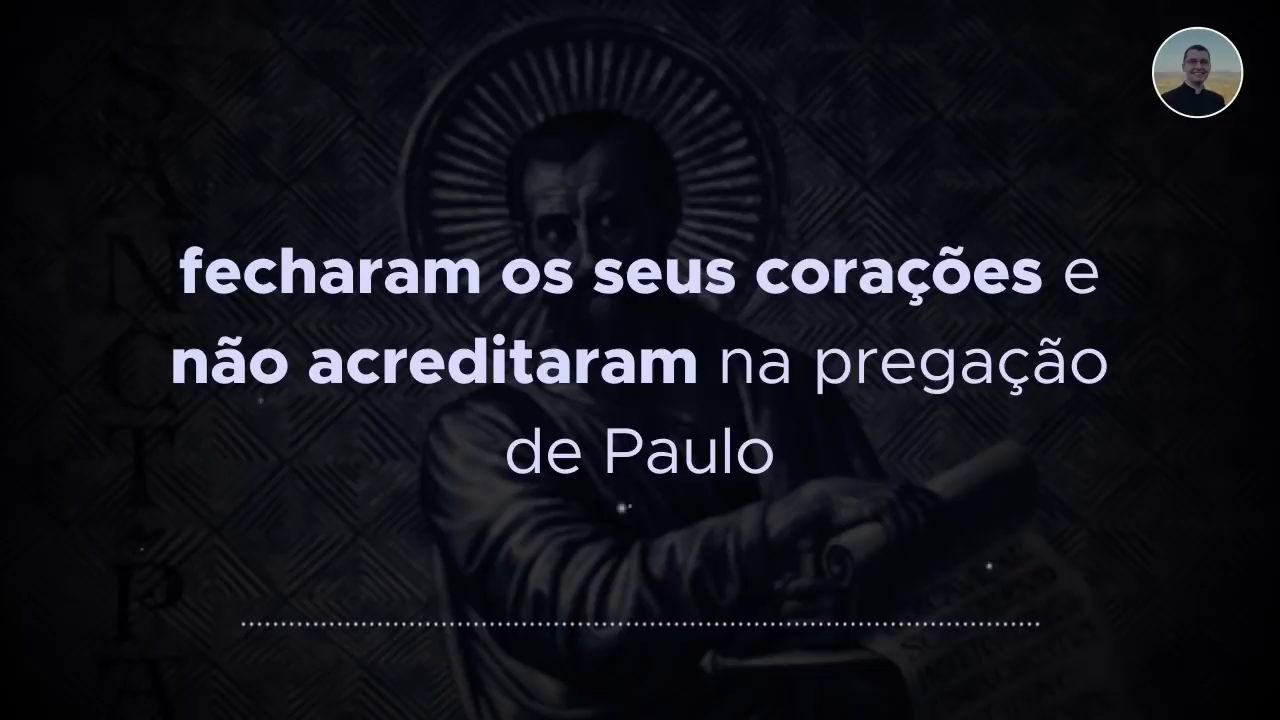 fecharam os seus corações e
não acreditaram na pregação
de Paulo